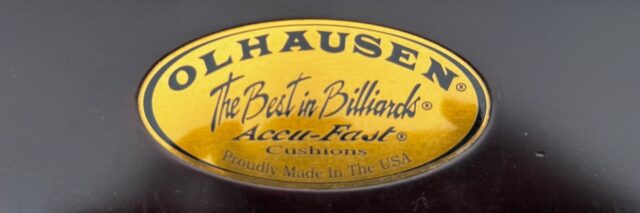 OLHAUSEN®
The Best in Billiards®
Accu-Fast®
Cushions
Proudly Made In The USA